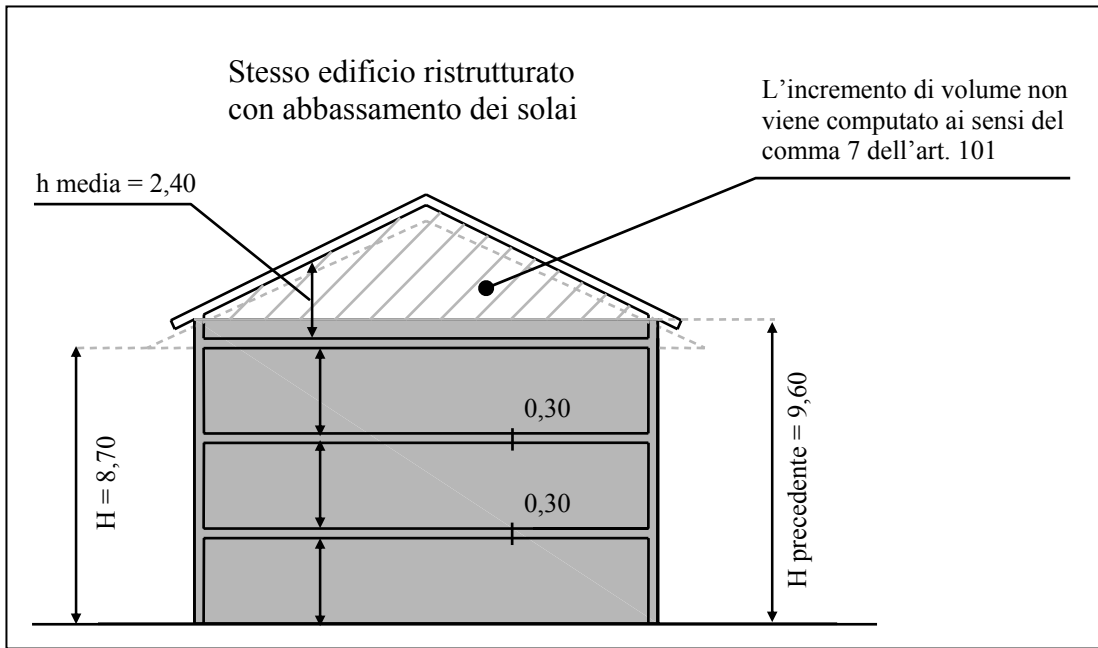 Stesso edificio ristrutturato
con abbassamento dei solai
L’incremento di volume non
viene computato ai sensi del
comma 7 dell’art. 101
h media = 2,40
0,30
0,30
H = 8,70
H precedente = 9,60